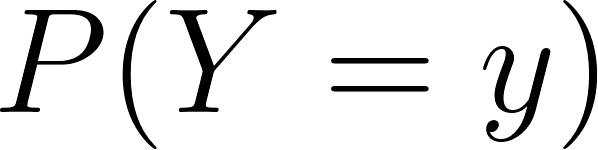 P(Y = y)